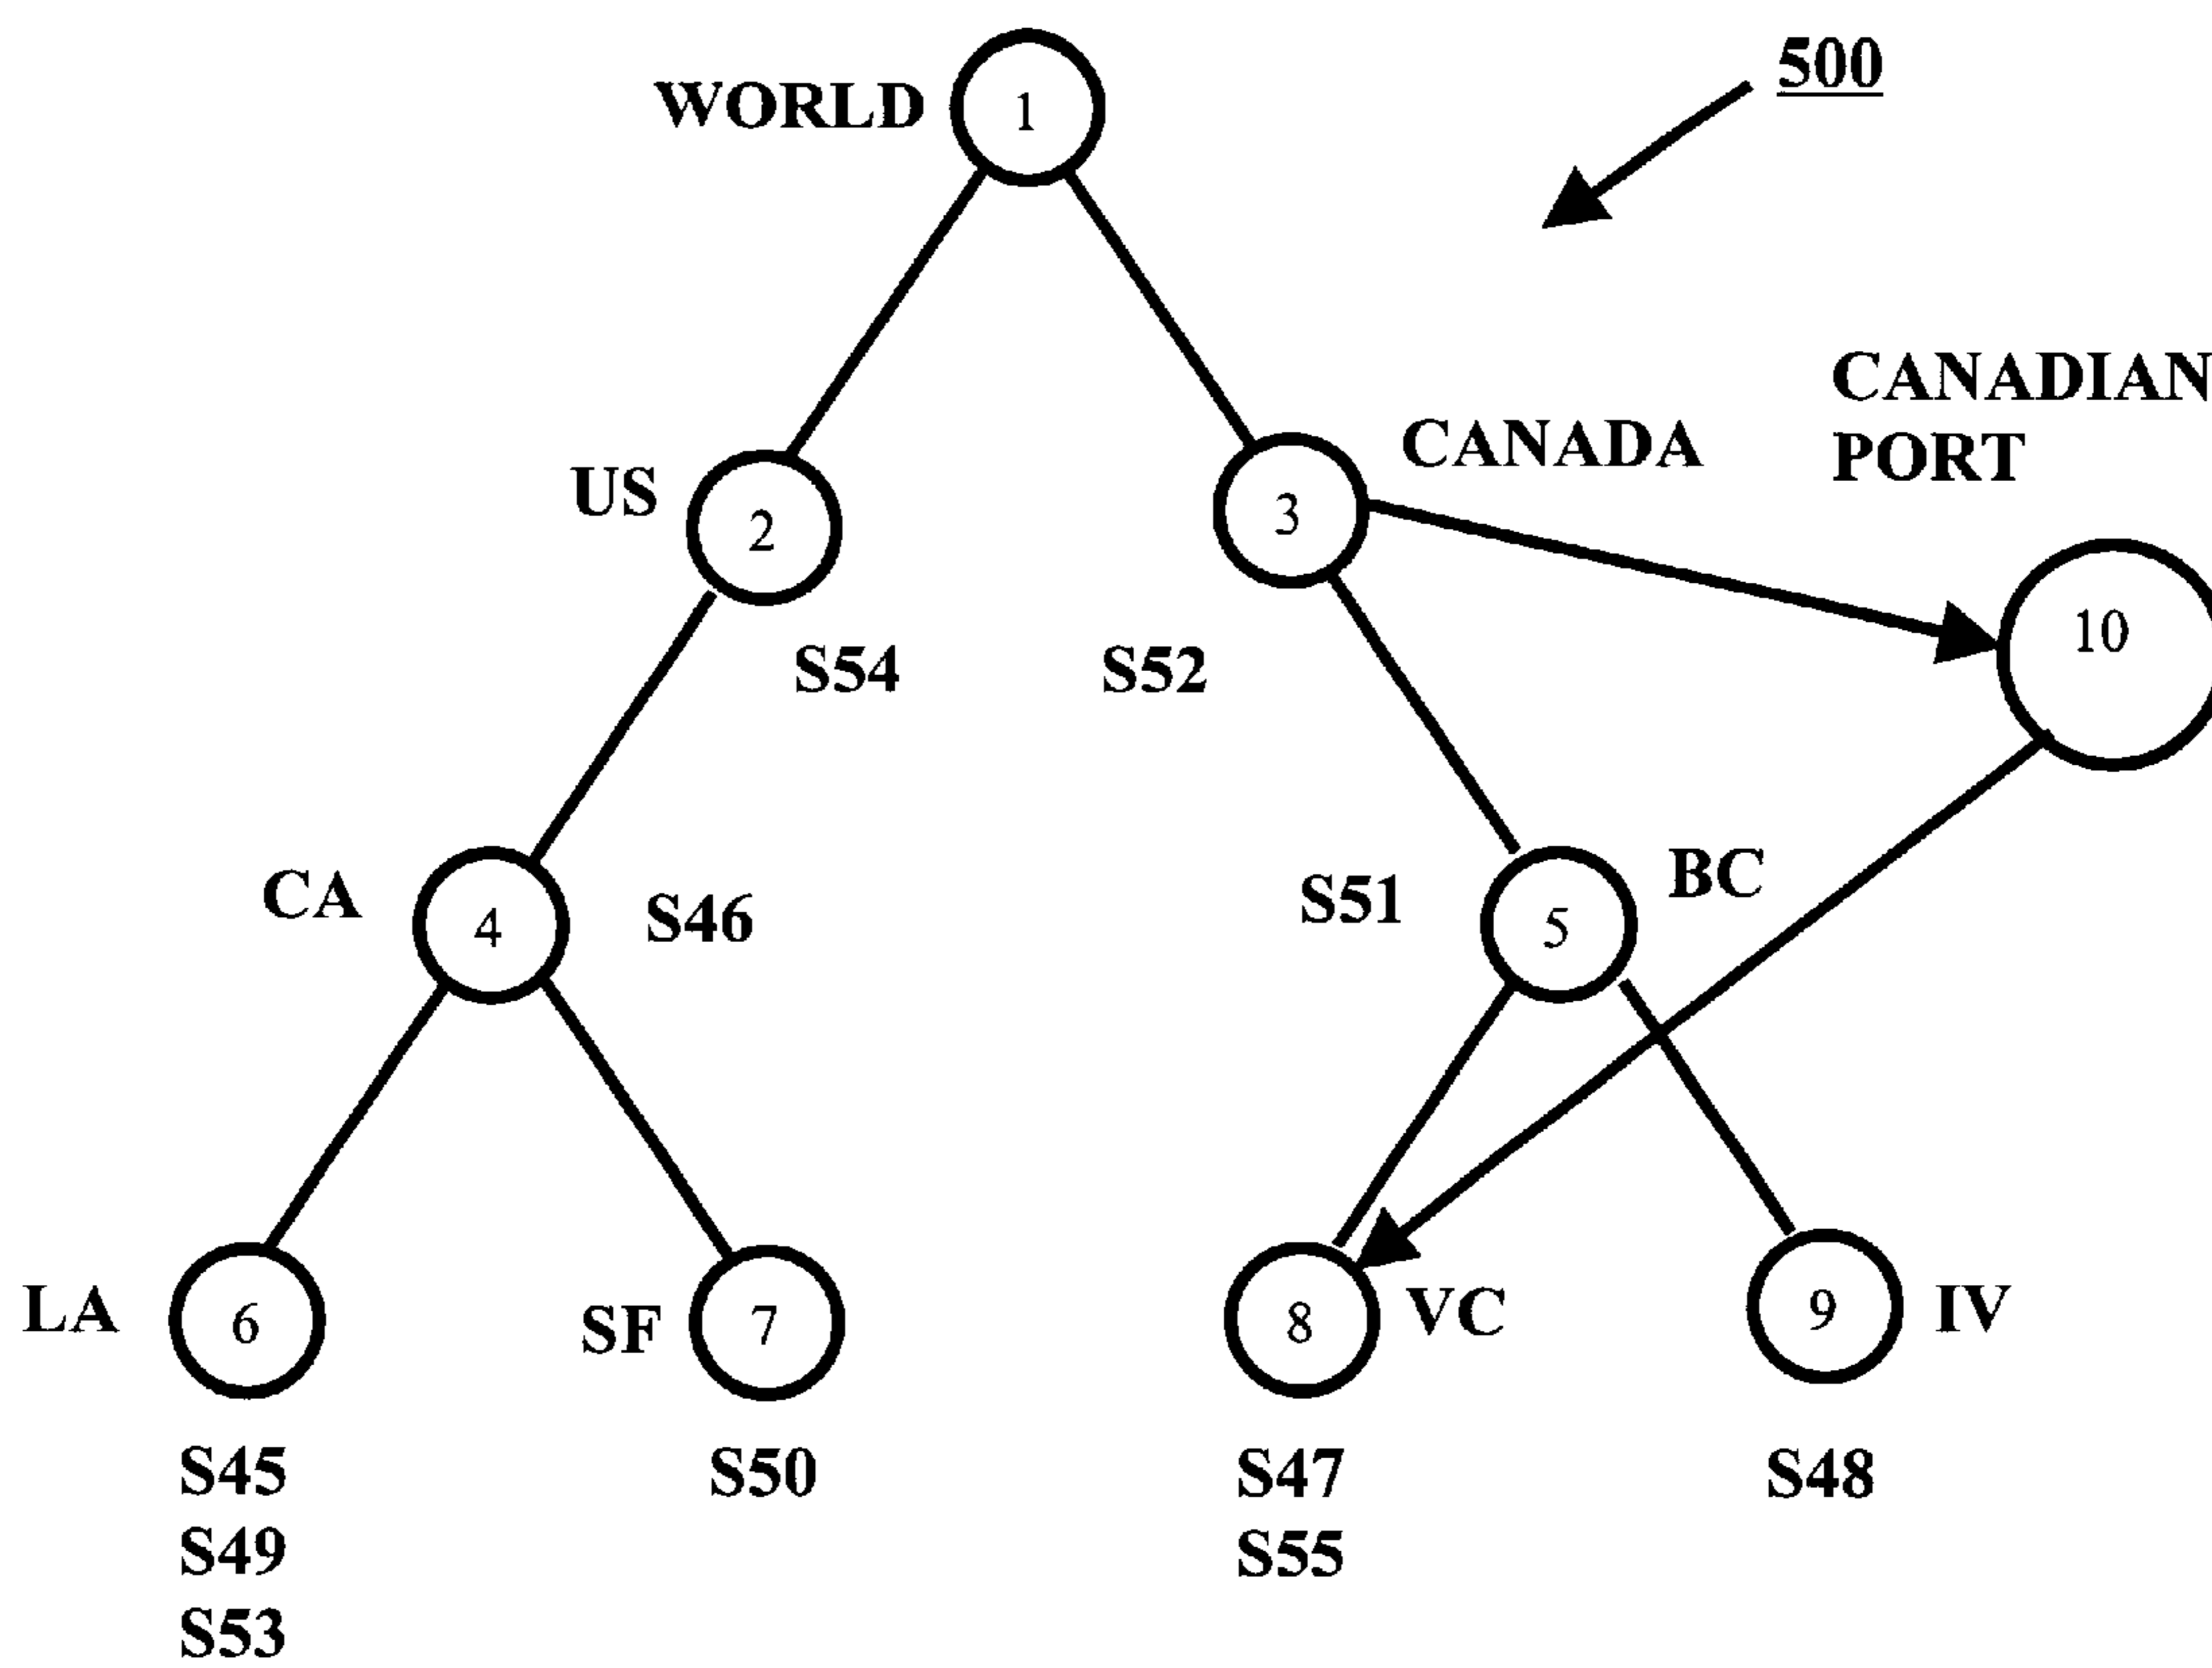 500
WORLD
1
CANADIAN
PORT
CANADA
US
2
3
10
S54
S52
CA
4
S46
S51
5
BC
LA
6
SF
7
8
VC
9
IV
S45
S50
S47
S48
S49
S55
S53